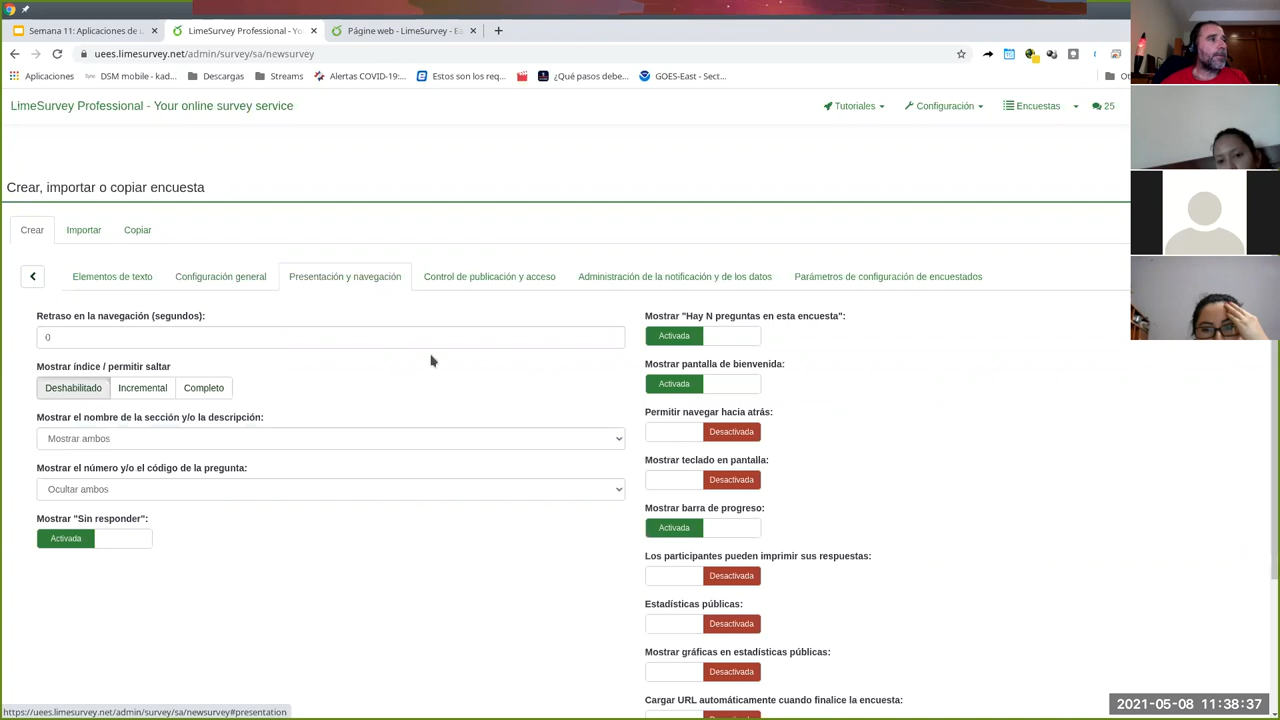 Semana 11: Aplicaciones de u
LimeSurvey Professional - Yo
Págine web - LimeSurvey - Ea
uees.limesurvey.net/admin/survey/sa/newsurvey
Aplicaciones
DSM mobile - kad...
Descargas
Streams
Alertas COVID-19:...
Estos son los req...
¿Qué pasos debe...
GOES-East - Sect...
LimeSurvey Professional - Your online survey service
Tutoriales
Configuración
Encuestas
25
Crear, importar o copiar encuesta
Crear
Importar
Copiar
Elementos de texto
Configuración general
Presentación y navegación
Control de publicación y acceso
Administración de la notificación y de los datos
Parámetros de configuración de encuestados
Retraso en la navegación (segundos):
0
Mostrar índice / permitir saltar
Deshabilitado
Incremental
Completo
Mostrar el nombre de la sección y/o la descripción:
Mostrar ambos
Mostrar el número y/o el código de la pregunta:
Ocultar ambos
Mostrar "Sin responder":
Activada
Mostrar "Hay N preguntas en esta encuesta":
Activada
Mostrar pantalla de bienvenida:
Activada
Permitir navegar hacia atrás:
Desactivada
Mostrar teclado en pantalla:
Desactivada
Mostrar barra de progreso:
Activada
Los participantes pueden imprimir sus respuestas:
Desactivada
Estadísticas públicas:
Desactivada
Mostrar gráficas en estadísticas públicas:
Desactivada
Cargar URL automáticamente cuando finalice la encuesta:
https://uees.limesurvey.net/admin/survey/sa/newsurvey#presentation
2021-05-08 11:38:37